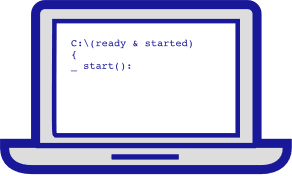 C:\(ready & started)
{
_ start():